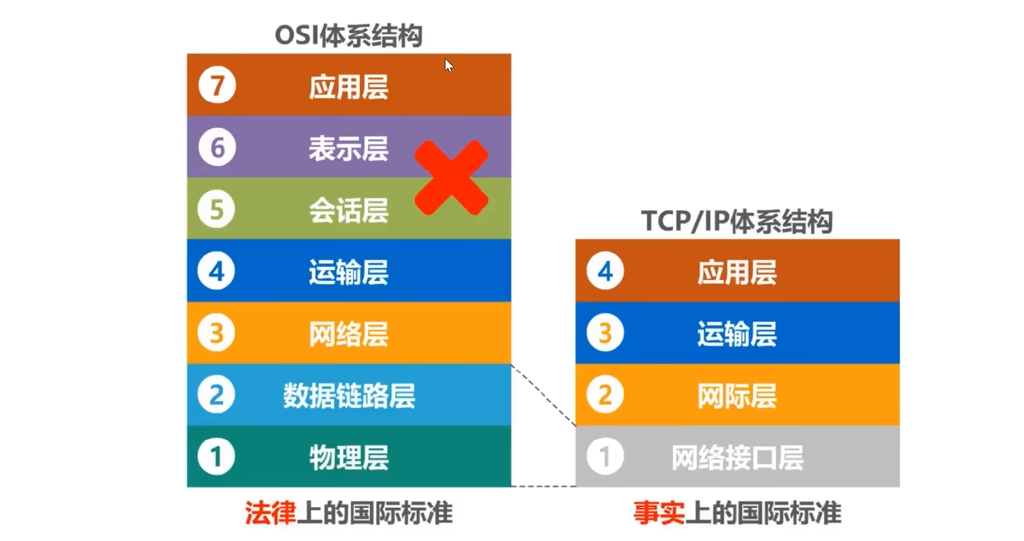 OSI体系结构
7 应用层
6 表示层
5 会话层
4 运输层
3 网络层
2 数据链路层
1 物理层
法律上的国际标准
TCP/IP体系结构
4 应用层
3 运输层
2 网际层
1 网络接口层
事实上的国际标准